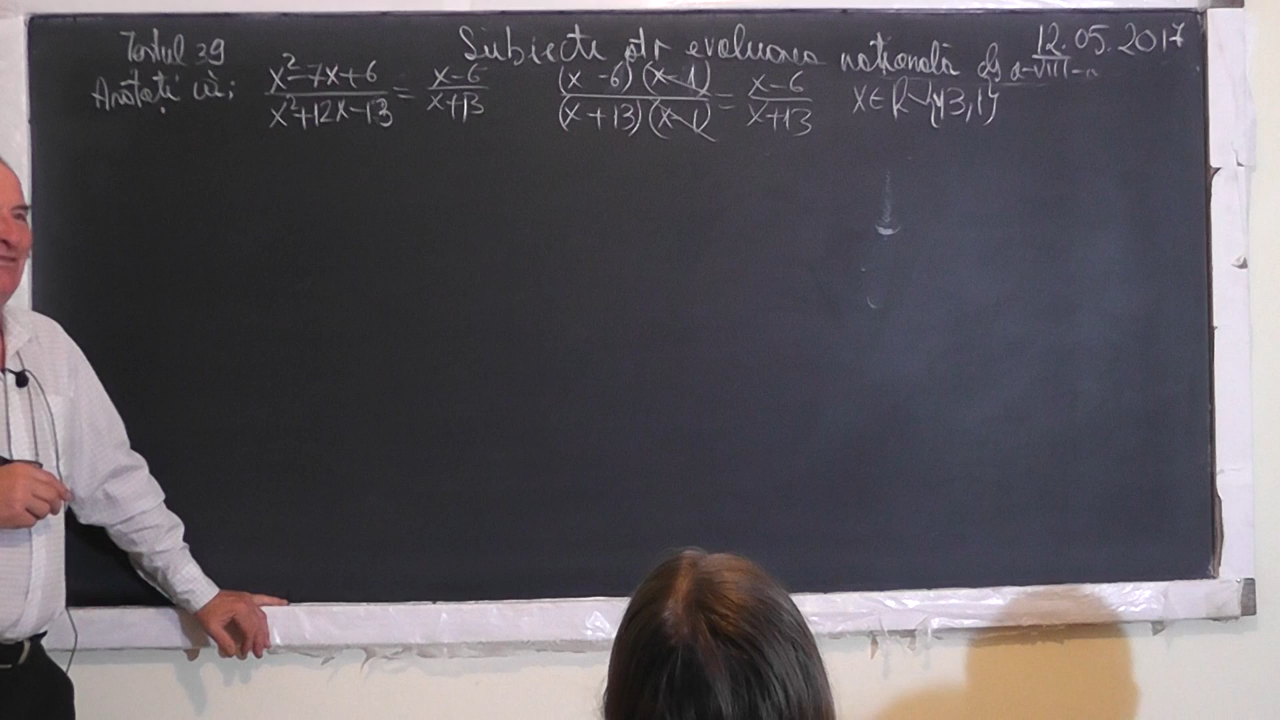 Testul 39 Subiecte ptr evaluarea națională cls a-VIII-a 12.05.2017
Arătați că: x²-7x+6 / x²+12x-13 = x-6 / x+13 (x-6)(x-1) / (x+13)(x-1) = x-6 / x+13 x∈R\{-13,1}